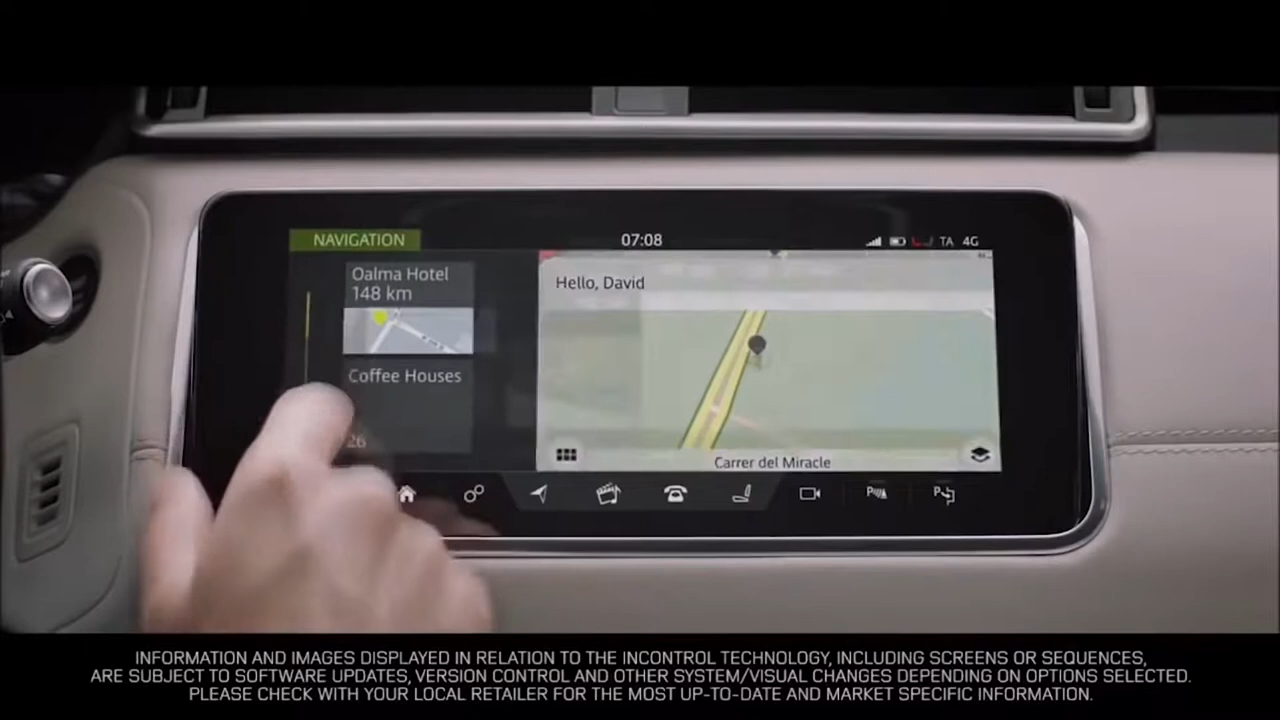 NAVIGATION
07:08
TA 4G
Oalma Hotel
148 km
Hello, David
Coffee Houses
26
Carrer del Miracle
INFORMATION AND IMAGES DISPLAYED IN RELATION TO THE INCONTROL TECHNOLOGY, INCLUDING SCREENS OR SEQUENCES,
ARE SUBJECT TO SOFTWARE UPDATES, VERSION CONTROL AND OTHER SYSTEM/VISUAL CHANGES DEPENDING ON OPTIONS SELECTED.
PLEASE CHECK WITH YOUR LOCAL RETAILER FOR THE MOST UP-TO-DATE AND MARKET SPECIFIC INFORMATION.